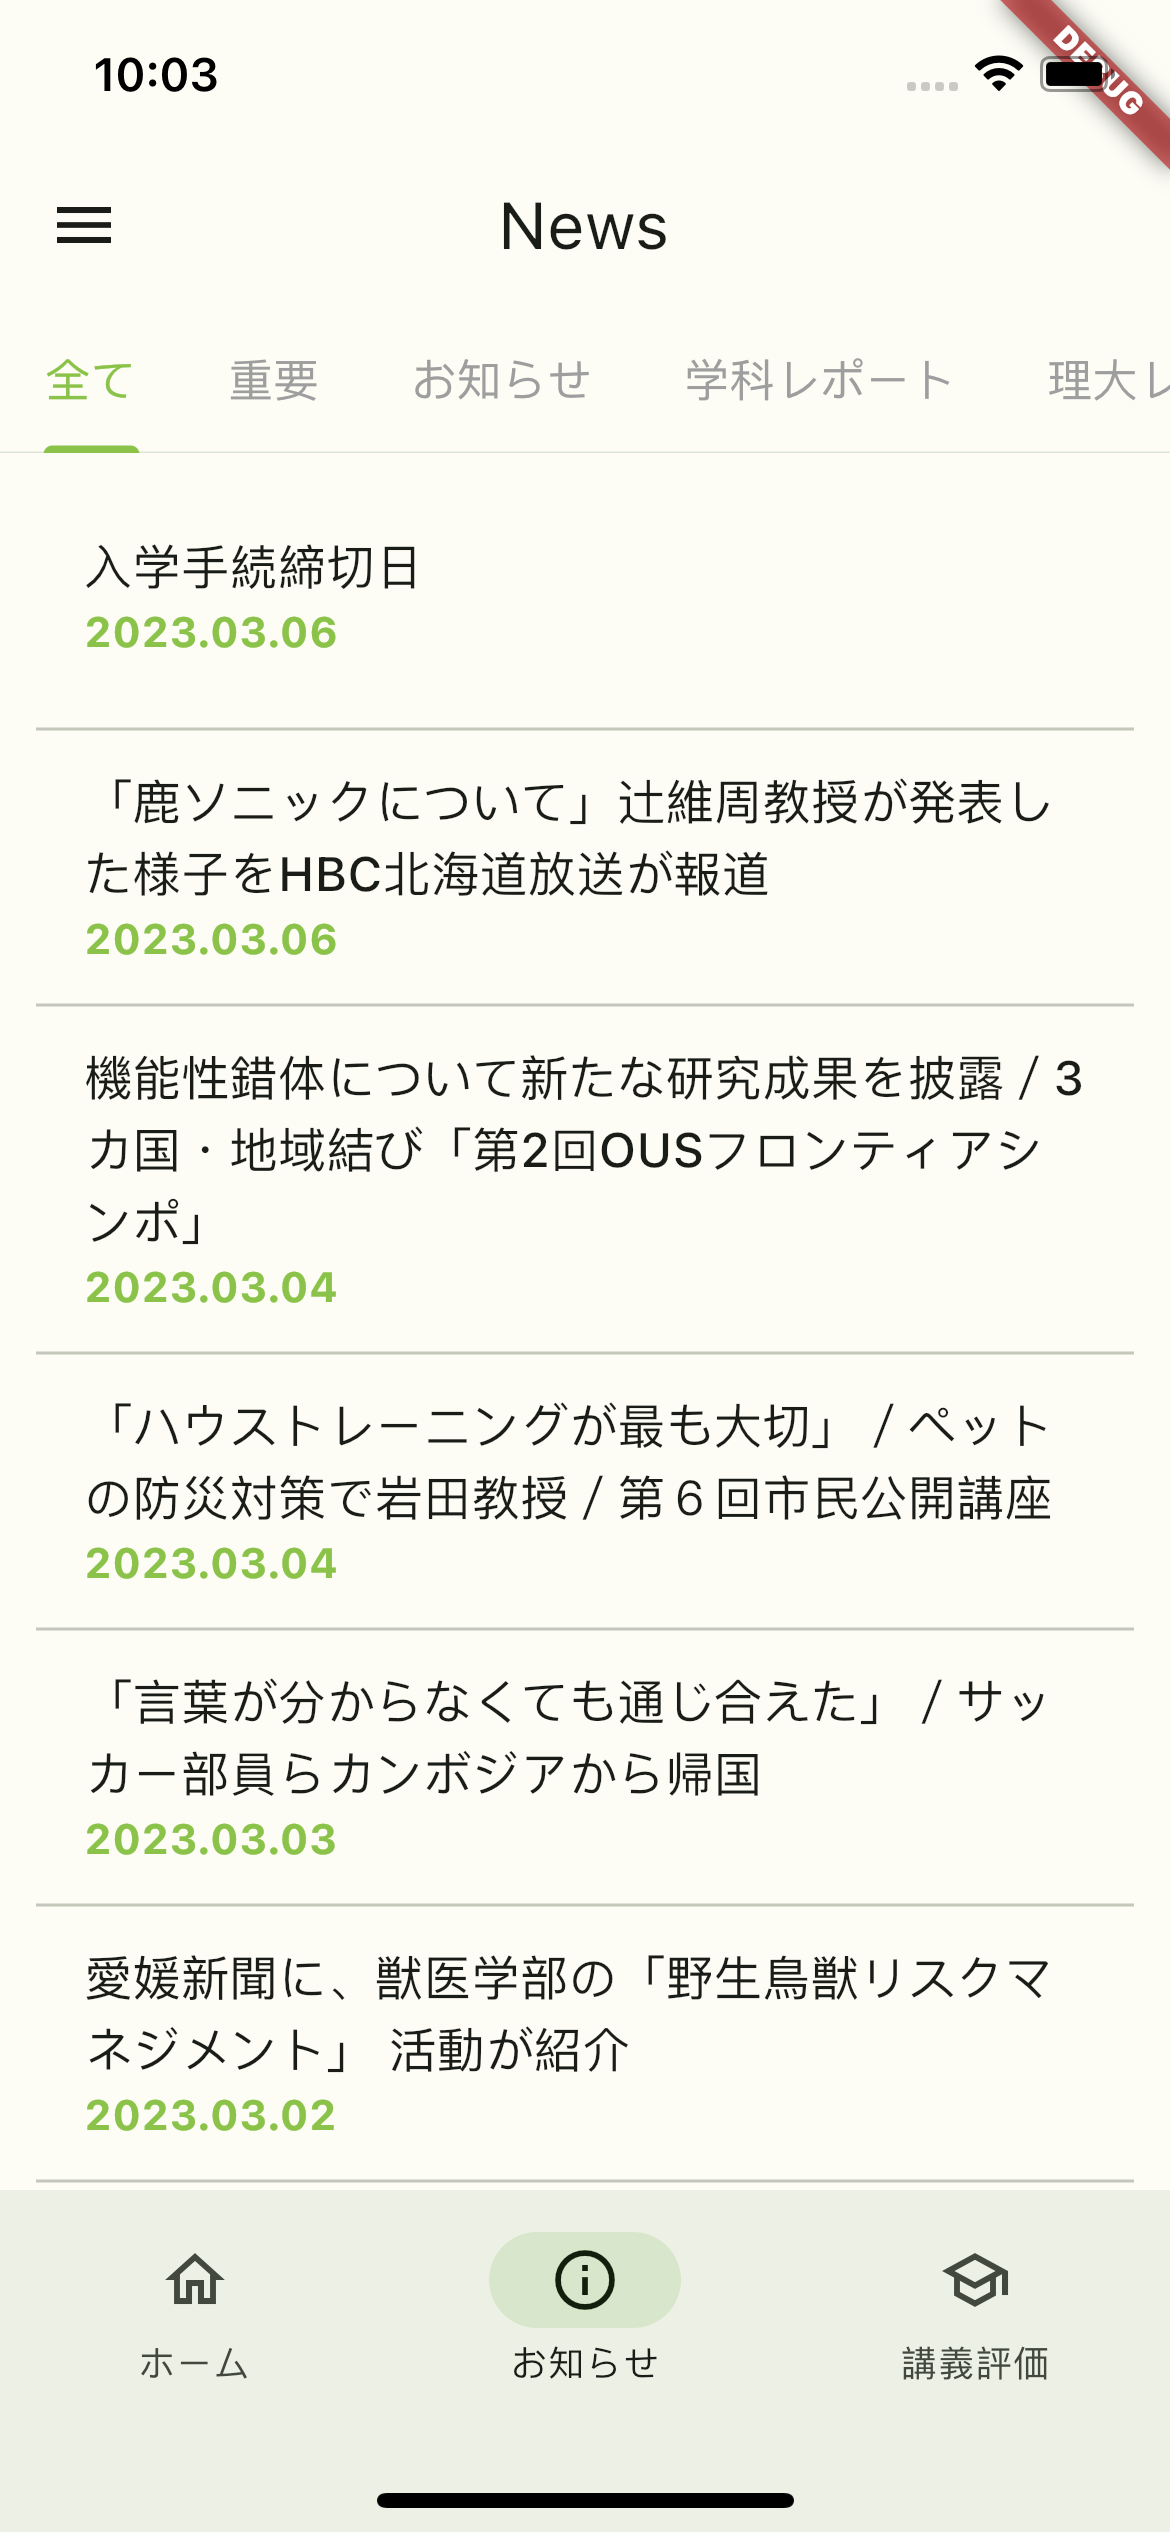 10:03
DEBUG
News
全て 重要 お知らせ 学科レポート 理大レ
入学手続締切日
2023.03.06
「鹿ソニックについて」辻維周教授が発表し
た様子をHBC北海道放送が報道
2023.03.06
機能性錯体について新たな研究成果を披露 / 3
カ国・地域結び「第2回OUSフロンティアシ
ンポ」
2023.03.04
「ハウストレーニングが最も大切」 / ペット
の防災対策で岩田教授 / 第６回市民公開講座
2023.03.04
「言葉が分からなくても通じ合えた」 / サッ
カー部員らカンボジアから帰国
2023.03.03
愛媛新聞に、獣医学部の「野生鳥獣リスクマ
ネジメント」 活動が紹介
2023.03.02
ホーム お知らせ 講義評価